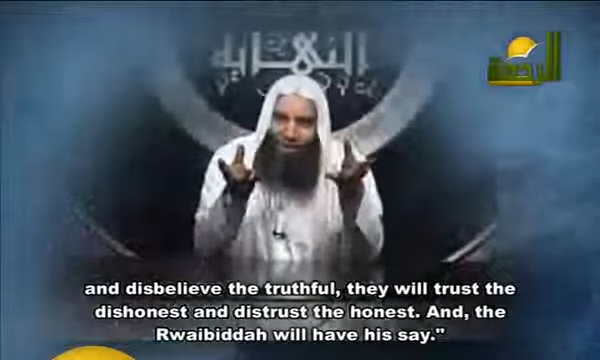 النهاية
الرحمة
and disbelieve the truthful, they will trust the
dishonest and distrust the honest. And, the
Rwaibiddah will have his say."